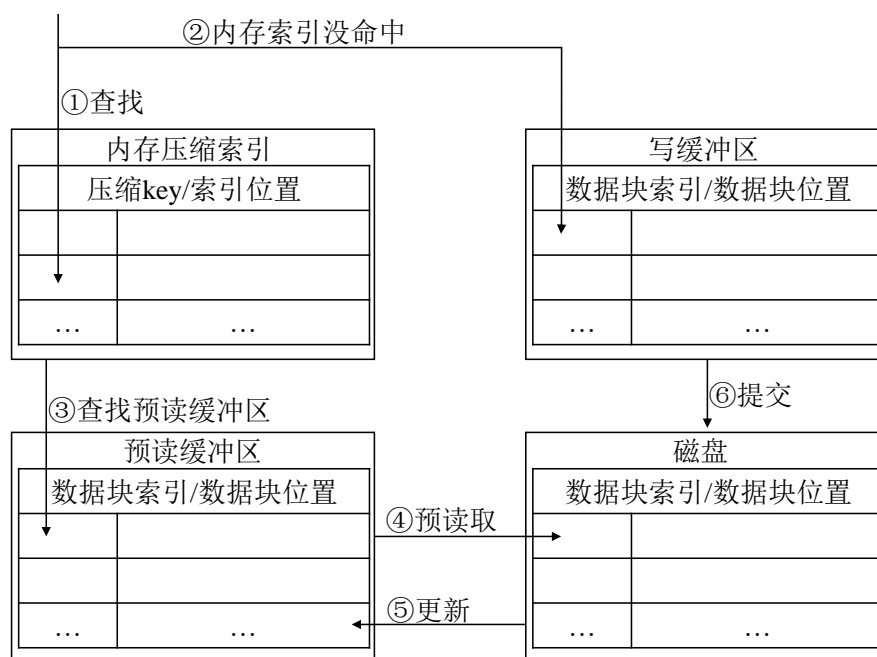 ②内存索引没命中
①查找
内存压缩索引
压缩key/索引位置
… …
写缓冲区
数据块索引/数据块位置
… …
③查找预读缓冲区
⑥提交
预读缓冲区
数据块索引/数据块位置
… …
④预读取
⑤更新
磁盘
数据块索引/数据块位置
… …